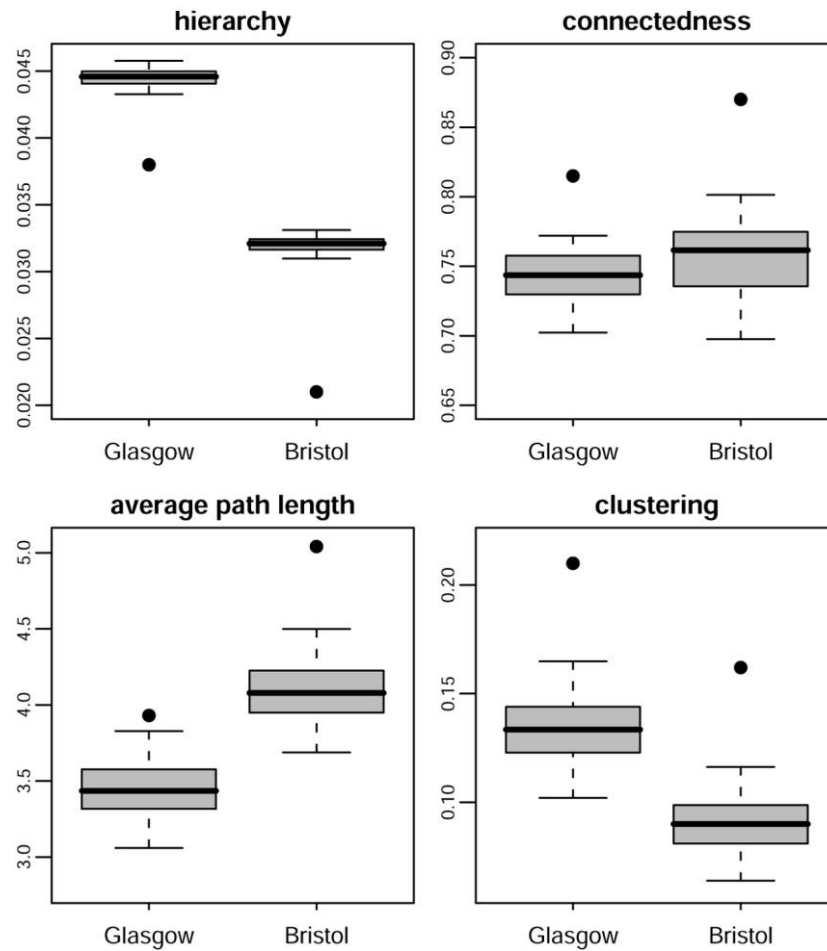 hierarchy
0.045
0.040
0.035
0.030
0.025
0.020
Glasgow Bristol
connectedness
0.90
0.85
0.80
0.75
0.70
0.65
Glasgow Bristol
average path length
5.0
4.5
4.0
3.5
3.0
Glasgow Bristol
clustering
0.20
0.15
0.10
Glasgow Bristol